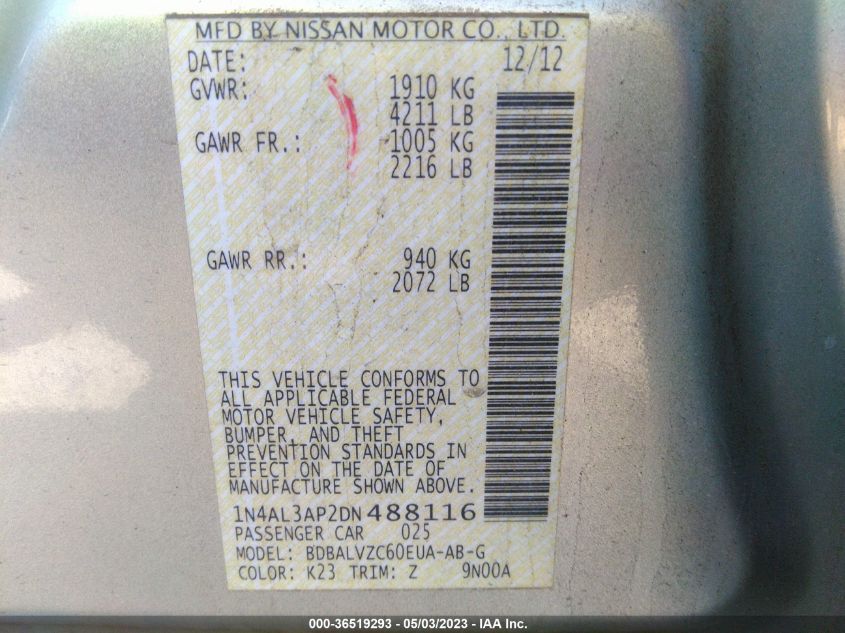 MFD BY NISSAN MOTOR CO., LTD.
DATE: 12/12
GVWR: 1910 KG
4211 LB
GAWR FR.: 1005 KG
2216 LB
GAWR RR.: 940 KG
2072 LB
THIS VEHICLE CONFORMS TO
ALL APPLICABLE FEDERAL
MOTOR VEHICLE SAFETY,
BUMPER, AND THEFT
PREVENTION STANDARDS IN
EFFECT ON THE DATE OF
MANUFACTURE SHOWN ABOVE.
1N4AL3AP2DN488116
PASSENGER CAR 025
MODEL: BDBALVZC60EUA-AB-G
COLOR: K23 TRIM: Z 9N00A
000-36519293 - 05/03/2023 - IAA Inc.